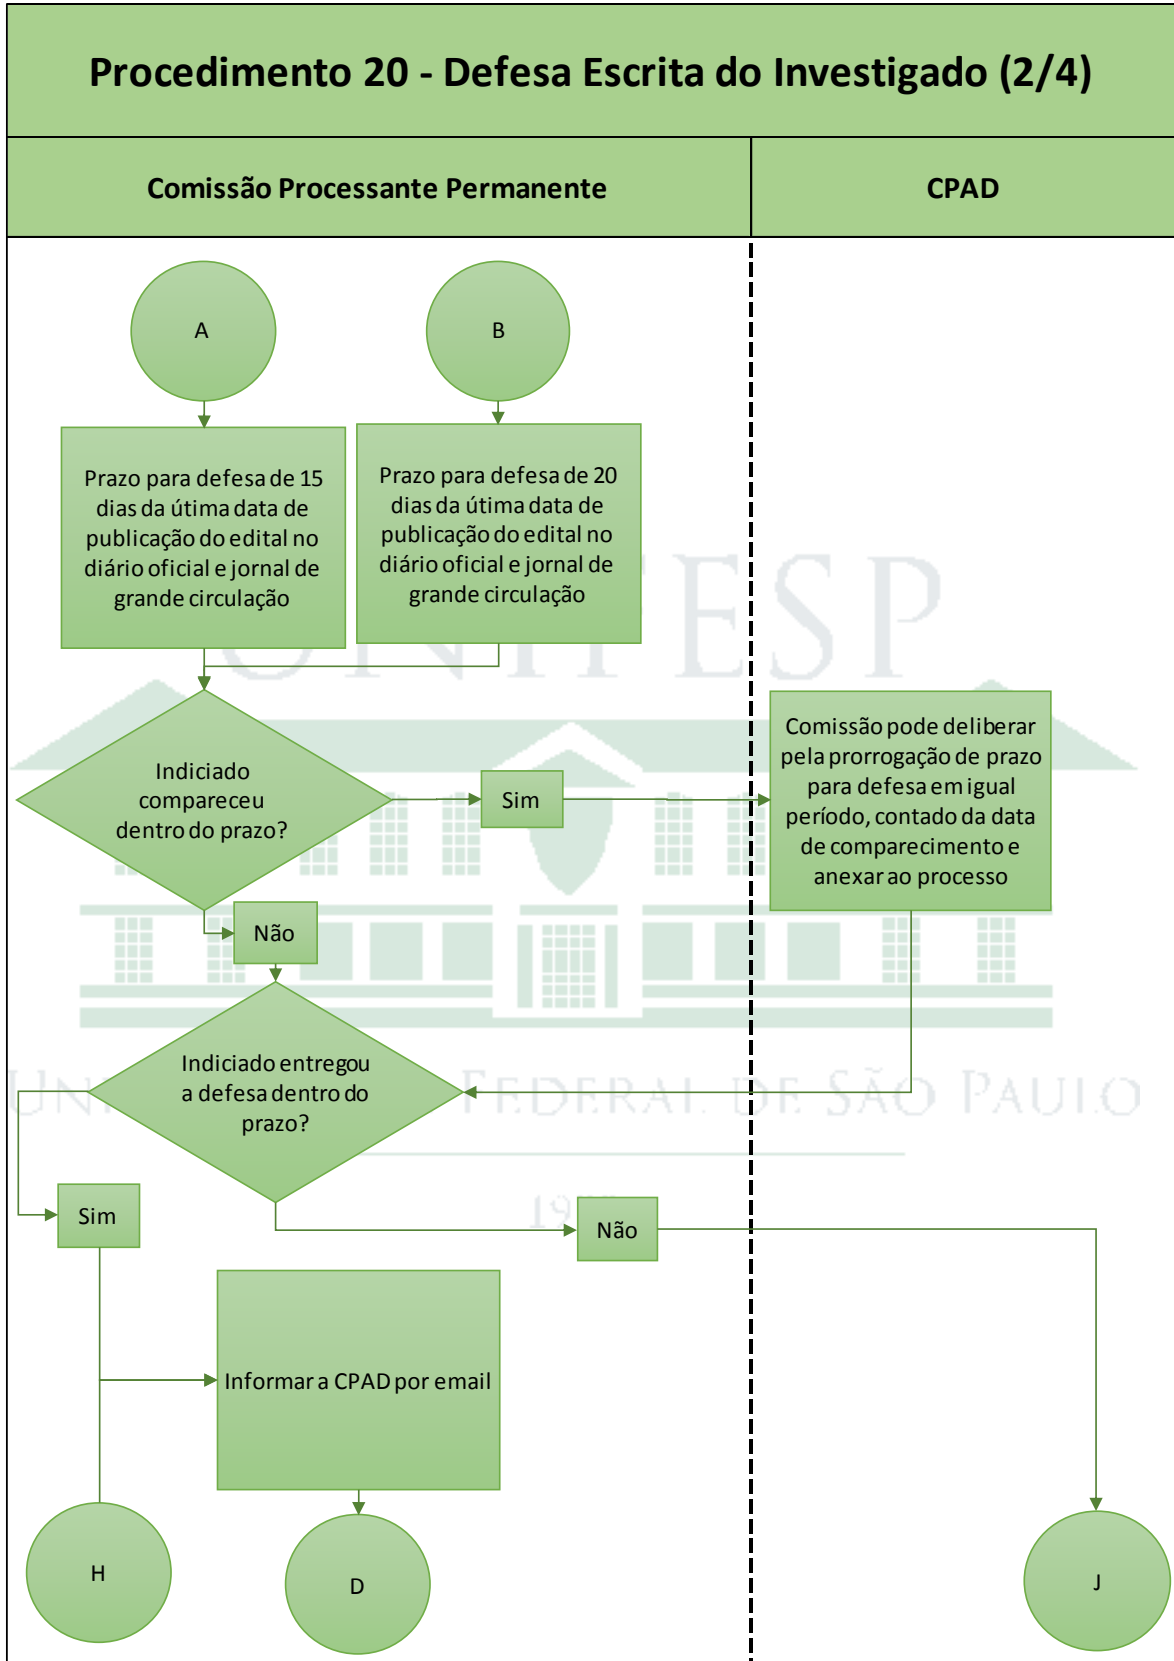 Procedimento 20 - Defesa Escrita do Investigado (2/4)
Comissão Processante Permanente
CPAD
A
B
Prazo para defesa de 15
dias da útima data de
publicação do edital no
diário oficial e jornal de
grande circulação
Prazo para defesa de 20
dias da útima data de
publicação do edital no
diário oficial e jornal de
grande circulação
Indiciado
compareceu
dentro do prazo?
Sim
Comissão pode deliberar
pela prorrogação de prazo
para defesa em igual
período, contado da data
de comparecimento e
anexar ao processo
Não
Indiciado entregou
a defesa dentro do
prazo?
FEDERAL DE SÃO PAULO
Sim
Não
Informar a CPAD por email
H
D
J